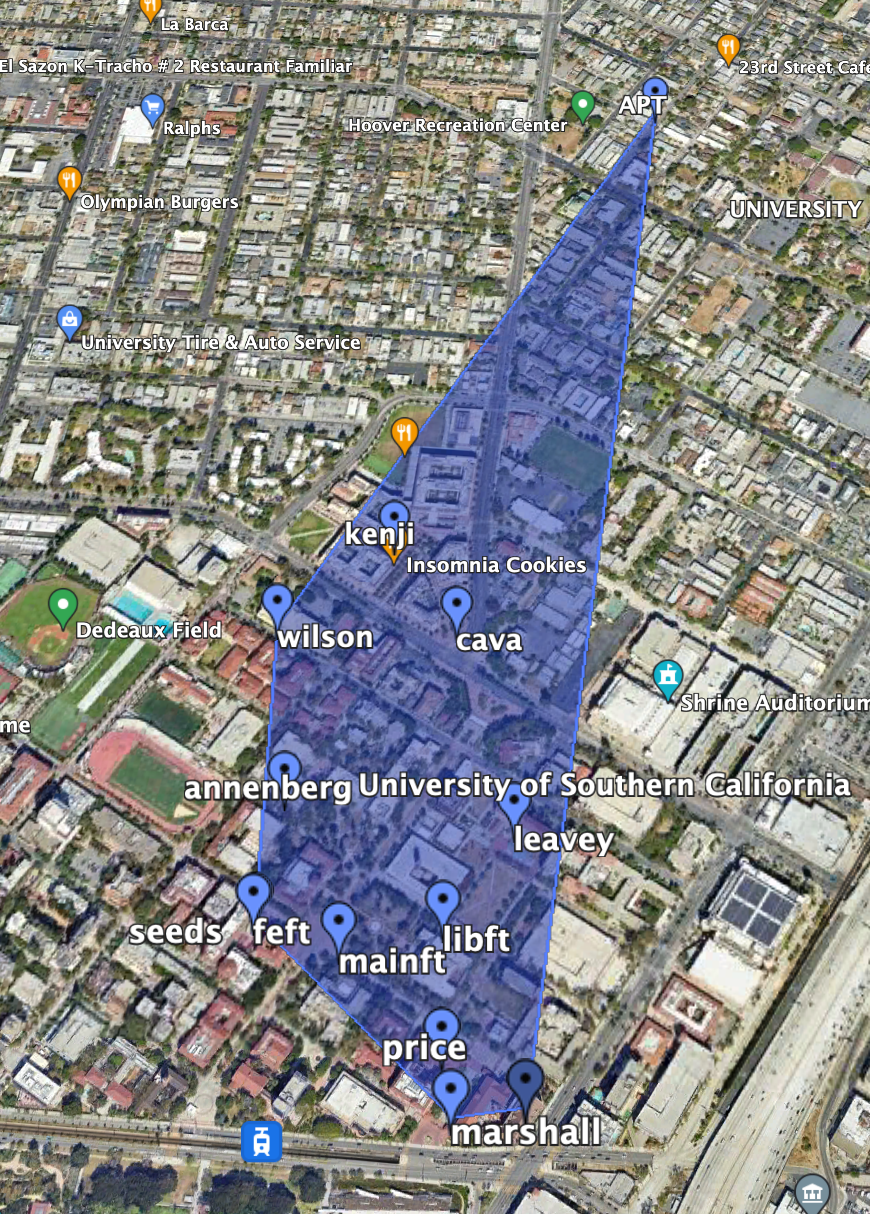 La Barca
El Sazon K-Tracho # 2 Restaurant Familiar
23rd Street Cafe
APT
Ralphs
Hoover Recreation Center
Olympian Burgers
UNIVERSITY
University Tire & Auto Service
kenji
Insomnia Cookies
Dedeaux Field
wilson
cava
Shrine Auditorium
me
annenberg
University of Southern California
leavey
seeds
feft
libft
mainft
price
marshall